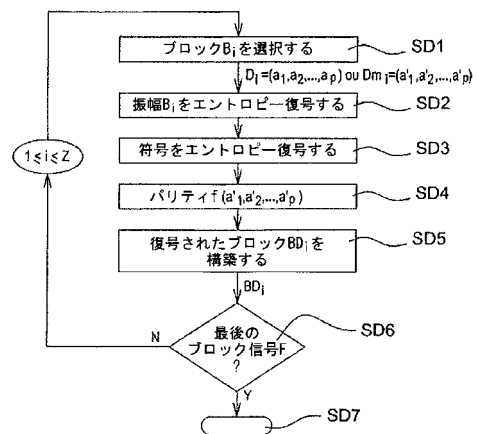 ブロックBiを選択する
SD1
Di=(a1,a2,...,ap) ou Dmi=(a'1,a'2,...,a'p)
振幅Biをエントロピー復号する
SD2
符号をエントロピー復号する
SD3
1≤i≤Z
パリティf(a'1,a'2,...,a'p)
SD4
復号されたブロックBDiを
構築する
SD5
BDi
最後の
ブロック信号F
?
SD6
N
Y
SD7